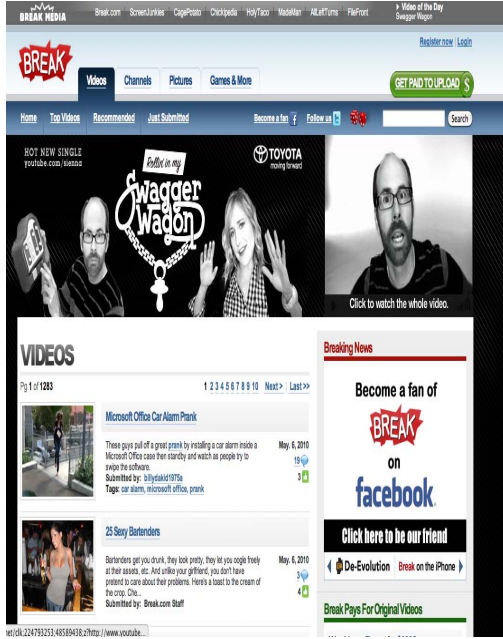 BREAK MEDIA
Break.com ScreenJunkies CagePotato Chickipedia HolyTaco MadeMan AllLeftTurns FileFront
Video of the Day
Swagger Wagon
Register now | Login
BREAK
Videos Channels Pictures Games & More
GET PAID TO UPLOAD $
Home Top Videos Recommended Just Submitted Become a fan f Follow us Search
HOT NEW SINGLE
youtube.com/sienna
Rollin' in my
Swagger
Wagon
TOYOTA
moving forward
Click to watch the whole video.
VIDEOS
Pg 1 of 1283
1 2 3 4 5 6 7 8 9 10 Next > Last >>
Microsoft Office Car Alarm Prank
These guys pull off a great prank by installing a car alarm inside a
Microsoft Office case then standby and watch as people try to
swipe the software.
Submitted by: billydakid1975a
Tags: car alarm, microsoft office, prank
May. 6, 2010
19
3
25 Sexy Bartenders
Bartenders get you drunk, they look pretty, they let you ogle freely
at their assets, etc. And unlike your girlfriend, you don't have
pretend to care about their problems. Here's a toast to the cream of
the crop. Che...
Submitted by: Break.com Staff
May. 6, 2010
3
4
Breaking News
Become a fan of
BREAK
on
facebook
Click here to be our friend
De-Evolution Break on the iPhone
Break Pays For Original Videos
net/clk;224793253;48589438;z?http://www.youtube...